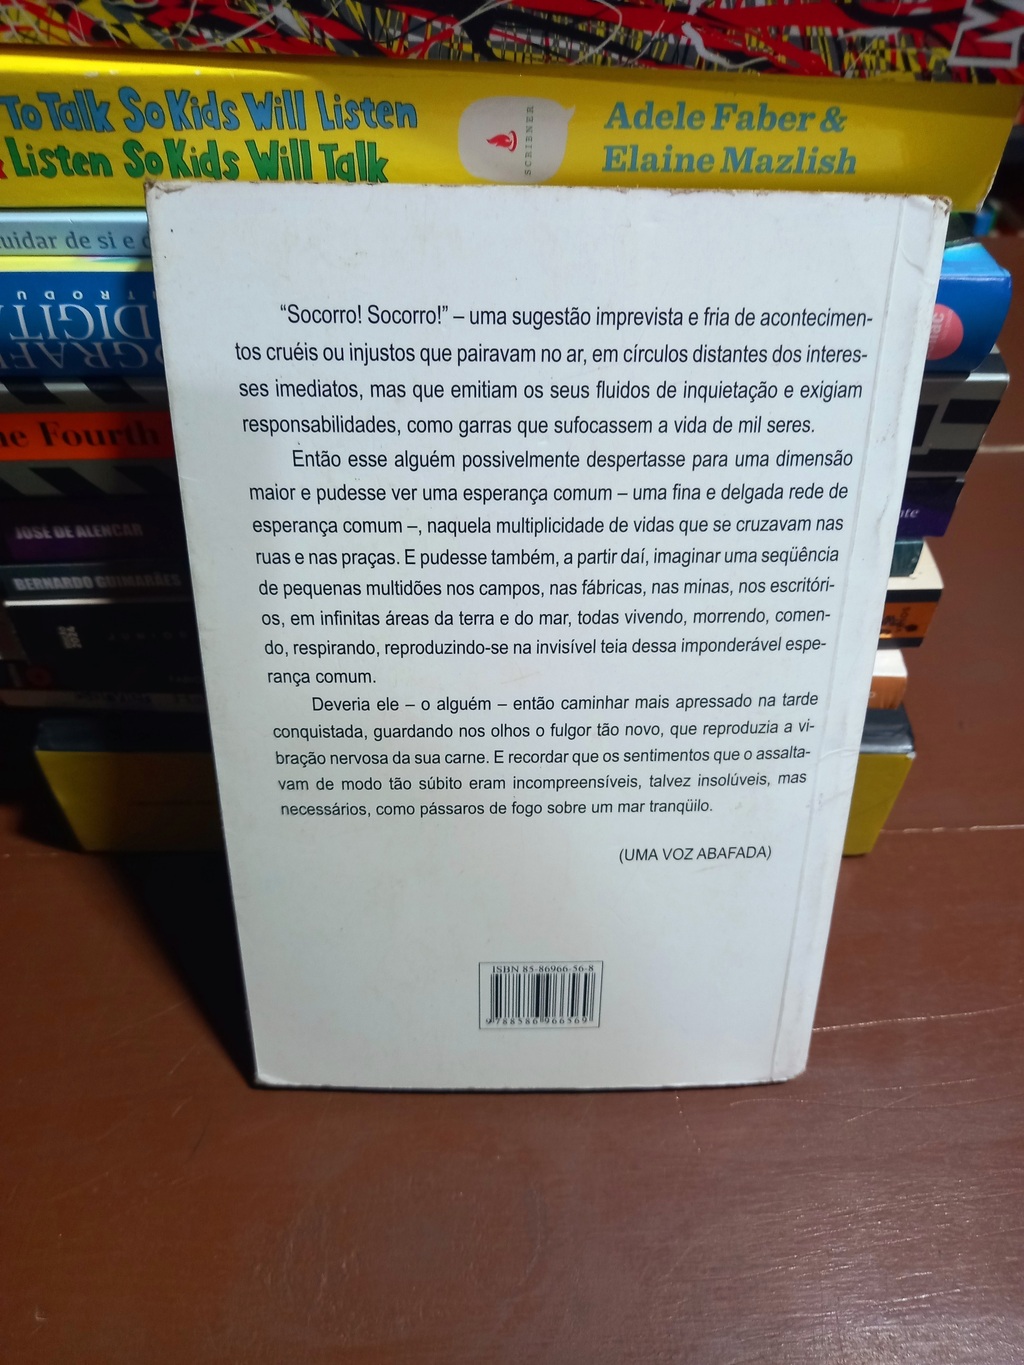 To Talk So Kids Will Listen
Listen So Kids Will Talk
SCRIBNER
Adele Faber &
Elaine Mazlish
uidar de si e
DIGIT
he Fourth
JOSÉ DE ALENCAR
BERNARDO GUIMARÃES
“Socorro! Socorro!” – uma sugestão imprevista e fria de acontecimen-
tos cruéis ou injustos que pairavam no ar, em círculos distantes dos interes-
ses imediatos, mas que emitiam os seus fluidos de inquietação e exigiam
responsabilidades, como garras que sufocassem a vida de mil seres.
Então esse alguém possivelmente despertasse para uma dimensão
maior e pudesse ver uma esperança comum – uma fina e delgada rede de
esperança comum –, naquela multiplicidade de vidas que se cruzavam nas
ruas e nas praças. E pudesse também, a partir daí, imaginar uma seqüência
de pequenas multidões nos campos, nas fábricas, nas minas, nos escritóri-
os, em infinitas áreas da terra e do mar, todas vivendo, morrendo, comen-
do, respirando, reproduzindo-se na invisível teia dessa imponderável espe-
rança comum.
Deveria ele – o alguém – então caminhar mais apressado na tarde
conquistada, guardando nos olhos o fulgor tão novo, que reproduzia a vi-
bração nervosa da sua carne. E recordar que os sentimentos que o assalta-
vam de modo tão súbito eram incompreensíveis, talvez insolúveis, mas
necessários, como pássaros de fogo sobre um mar tranqüilo.
(UMA VOZ ABAFADA)
ISBN 85-86966-56-8
9 788586 966569